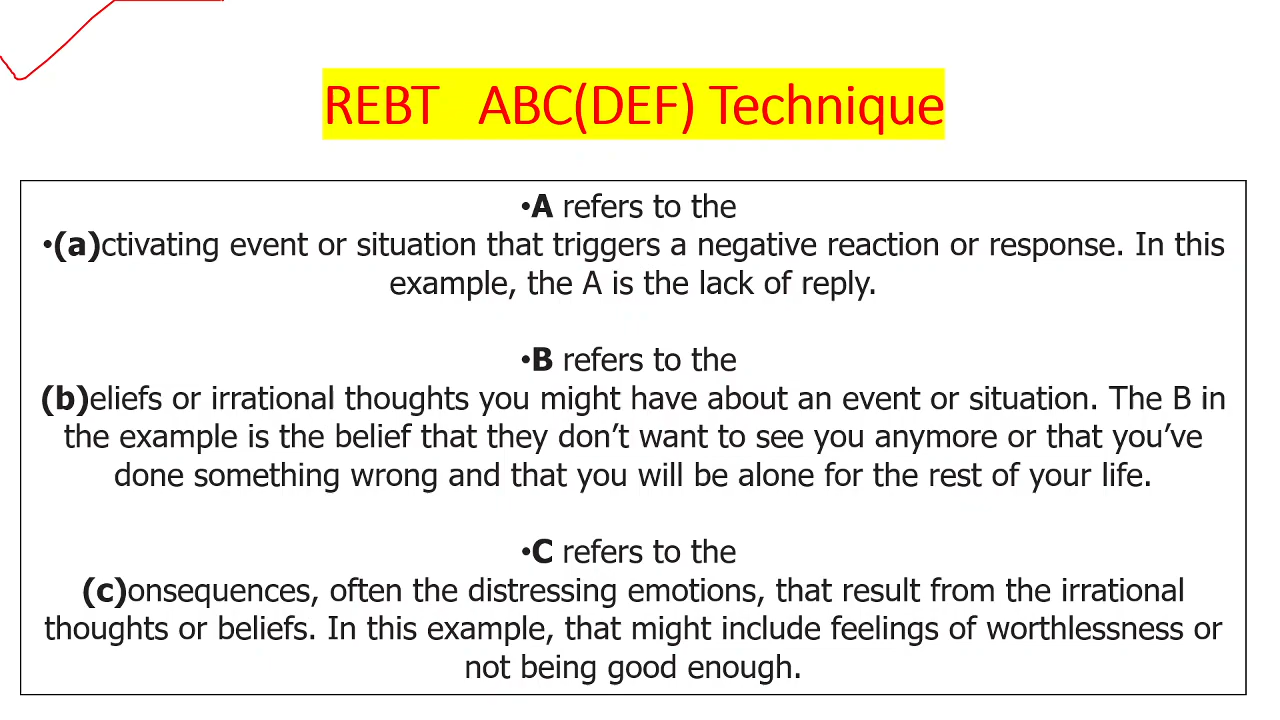 REBT   ABC(DEF) Technique
•A refers to the
•(a)ctivating event or situation that triggers a negative reaction or response. In this
example, the A is the lack of reply.
•B refers to the
(b)eliefs or irrational thoughts you might have about an event or situation. The B in
the example is the belief that they don’t want to see you anymore or that you’ve
done something wrong and that you will be alone for the rest of your life.
•C refers to the
(c)onsequences, often the distressing emotions, that result from the irrational
thoughts or beliefs. In this example, that might include feelings of worthlessness or
not being good enough.